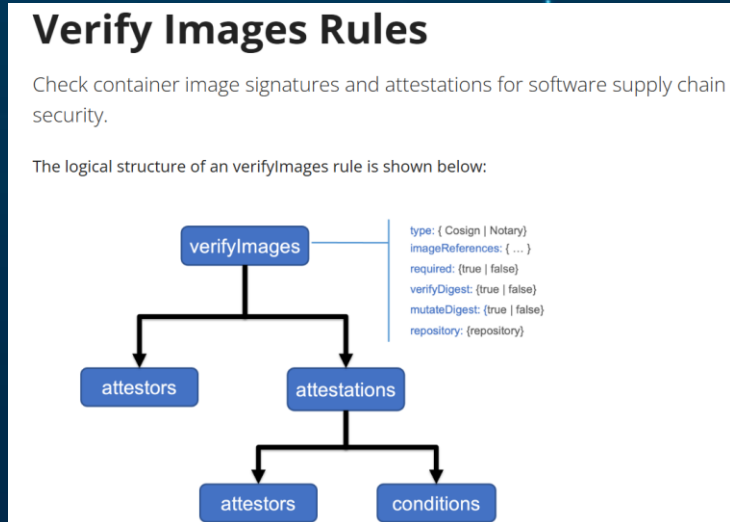 Verify Images Rules
Check container image signatures and attestations for software supply chain
security.
The logical structure of an verifyImages rule is shown below:
verifyImages
type: { Cosign | Notary}
imageReferences: { ... }
required: {true | false}
verifyDigest: {true | false}
mutateDigest: {true | false}
repository: {repository}
attestors
attestations
attestors
conditions